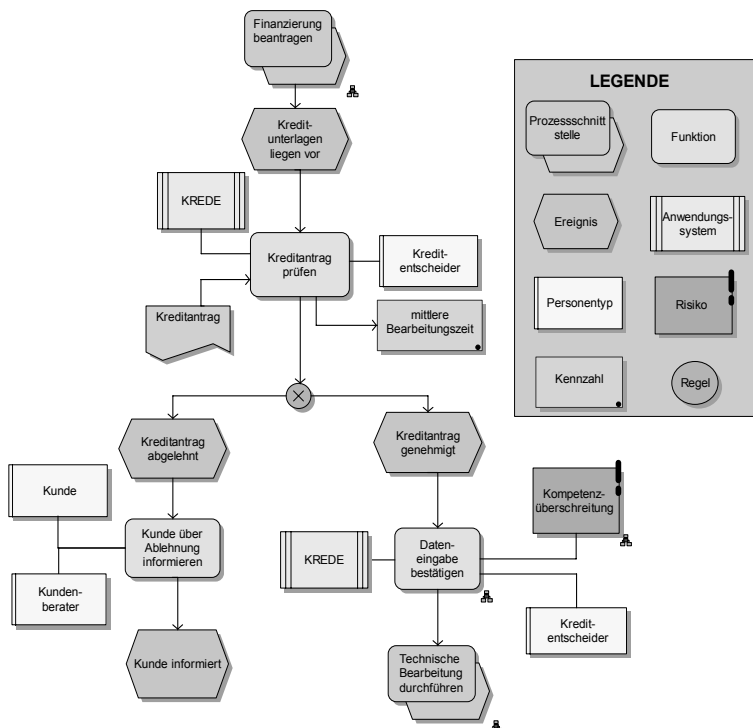 Finanzierung
beantragen
Kredit-
unterlagen
liegen vor
KREDE
Kreditantrag
prüfen
Kredit-
entscheider
Kreditantrag
mittlere
Bearbeitungszeit
Kreditantrag
abgelehnt
Kreditantrag
genehmigt
Kunde
Kunde über
Ablehnung
informieren
Kunden-
berater
Kunde informiert
KREDE
Daten-
eingabe
bestätigen
Kompetenz-
überschreitung
Kredit-
entscheider
Technische
Bearbeitung
durchführen
LEGENDE
Prozessschnitt
stelle
Funktion
Ereignis
Anwendungs-
system
Personentyp
Risiko
Kennzahl
Regel